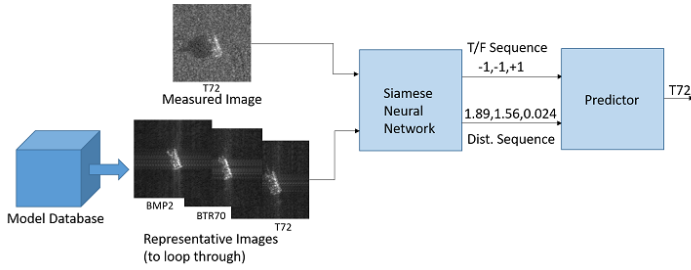 T72
Measured Image
Model Database
BMP2
BTR70
T72
Representative Images
(to loop through)
Siamese
Neural
Network
T/F Sequence
-1,-1,+1
1.89,1.56,0.024
Dist. Sequence
Predictor
T72